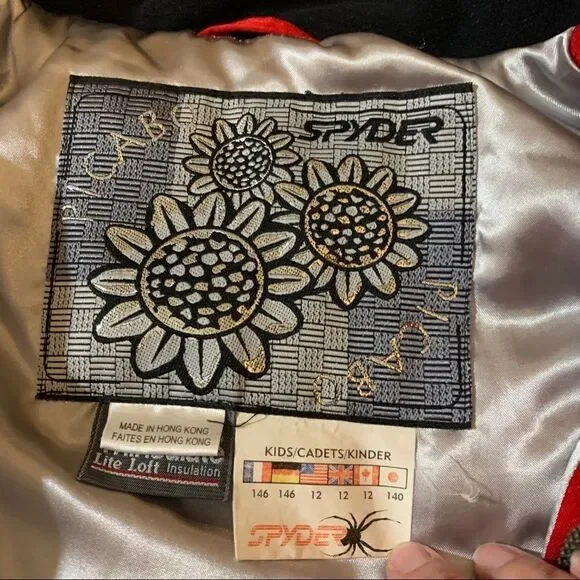 PICABO
SPYDER
PICABO
MADE IN HONG KONG
FAITES EN HONG KONG
Lite Loft Insulation
KIDS/CADETS/KINDER
146 146 12 12 12 140
SPYDER